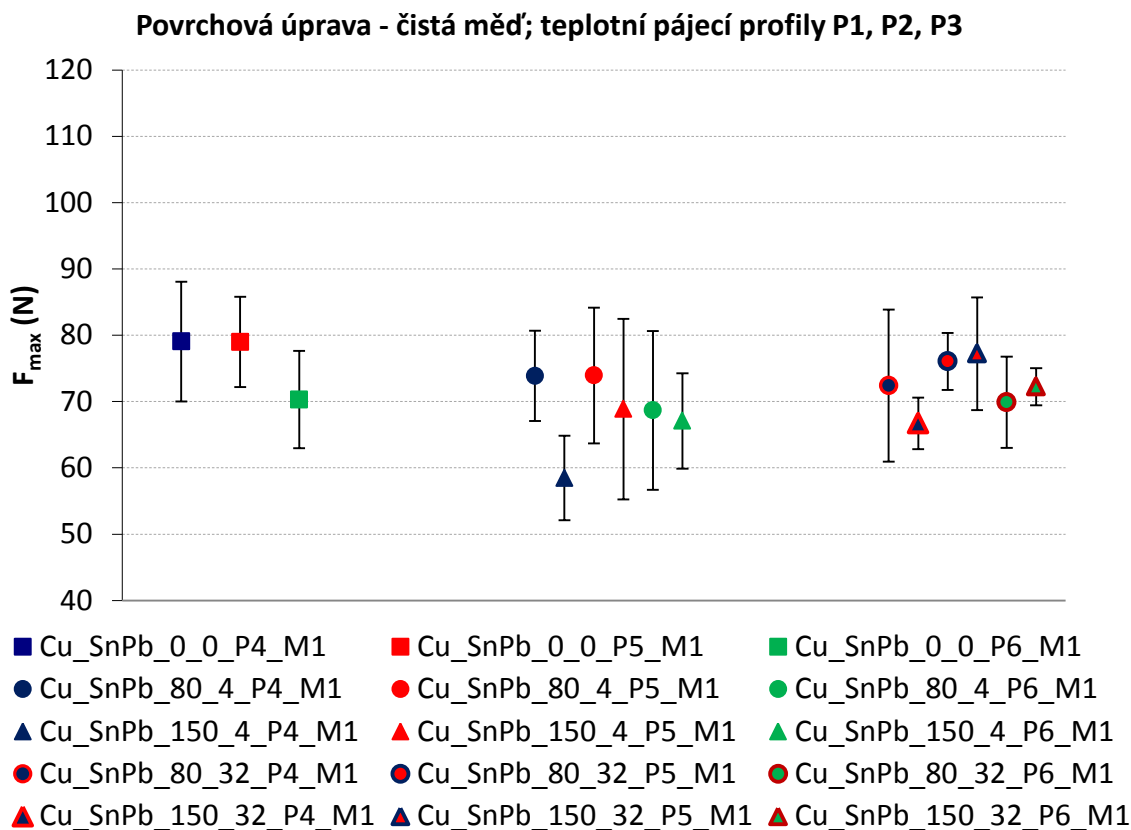 Povrchová úprava - čistá měď; teplotní pájecí profily P1, P2, P3
120
110
100
90
80
70
60
50
40
F_max (N)
Cu_SnPb_0_0_P4_M1 Cu_SnPb_0_0_P5_M1 Cu_SnPb_0_0_P6_M1
Cu_SnPb_80_4_P4_M1 Cu_SnPb_80_4_P5_M1 Cu_SnPb_80_4_P6_M1
Cu_SnPb_150_4_P4_M1 Cu_SnPb_150_4_P5_M1 Cu_SnPb_150_4_P6_M1
Cu_SnPb_80_32_P4_M1 Cu_SnPb_80_32_P5_M1 Cu_SnPb_80_32_P6_M1
Cu_SnPb_150_32_P4_M1 Cu_SnPb_150_32_P5_M1 Cu_SnPb_150_32_P6_M1